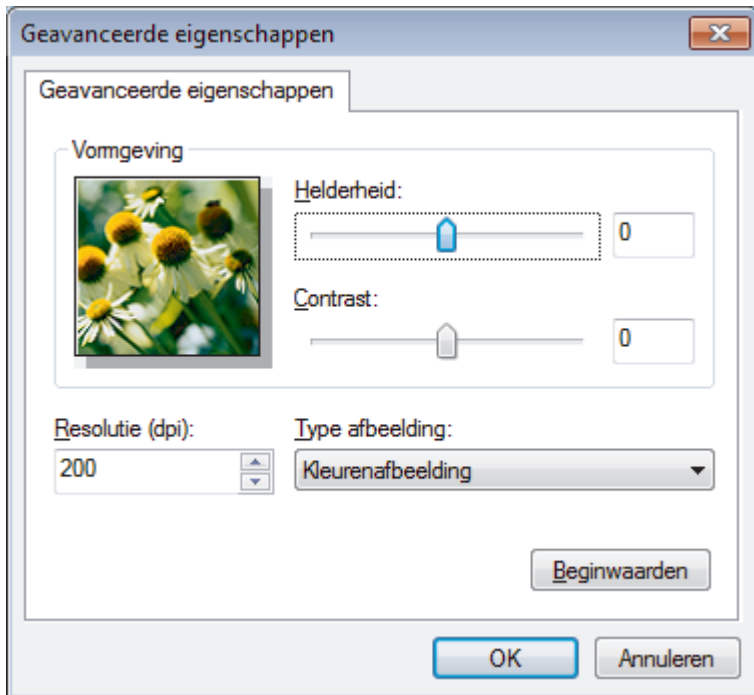 Geavanceerde eigenschappen
Geavanceerde eigenschappen
Vormgeving
Helderheid:
0
Contrast:
0
Resolutie (dpi):
200
Type afbeelding:
Kleurenafbeelding
Beginwaarden
OK
Annuleren